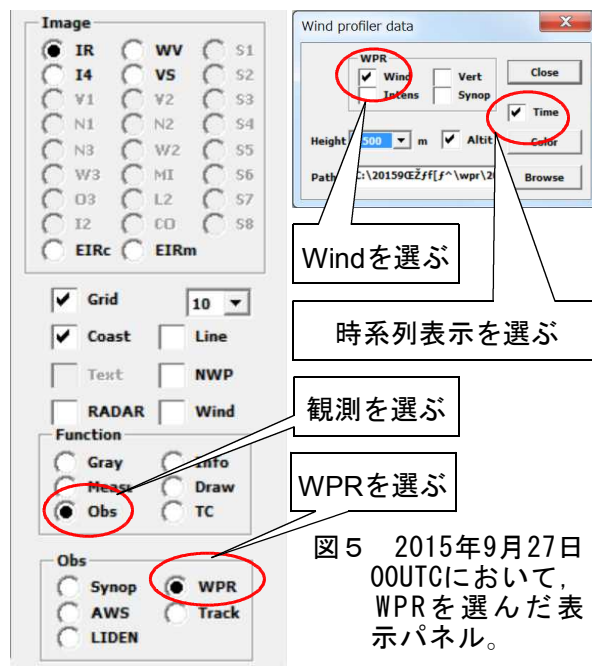 Image
IR WV S1
I4 VS S2
V1 V2 S3
N1 N2 S4
N3 W2 S5
W3 MI S6
O3 L2 S7
I2 CO S8
EIRc EIRm
Grid 10
Coast Line
Text NWP
RADAR Wind
Function
Gray Info
Meast Draw
Obs TC
Obs
Synop WPR
AWS Track
LIDEN
Wind profiler data
WPR
Wind Vert Close
Intens Synop
Time
Height 500 m Altit Color
Path C:\20159ŒŽƒf[ƒ^\wpr\20 Browse
Windを選ぶ
時系列表示を選ぶ
観測を選ぶ
WPRを選ぶ
図５ 2015年9月27日
00UTCにおいて,
WPRを選んだ表
示パネル。